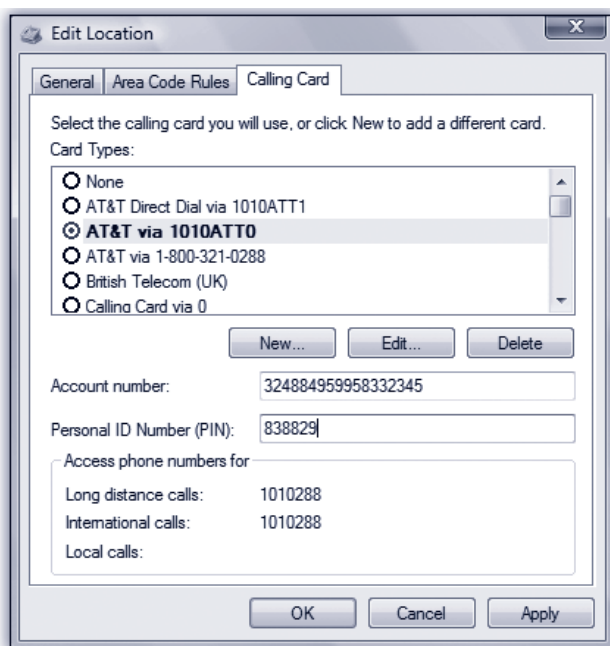 Edit Location
General Area Code Rules Calling Card
Select the calling card you will use, or click New to add a different card.
Card Types:
None
AT&T Direct Dial via 1010ATT1
AT&T via 1010ATT0
AT&T via 1-800-321-0288
British Telecom (UK)
Calling Card via 0
New... Edit... Delete
Account number: 324884959958332345
Personal ID Number (PIN): 838829
Access phone numbers for
Long distance calls: 1010288
International calls: 1010288
Local calls:
OK Cancel Apply